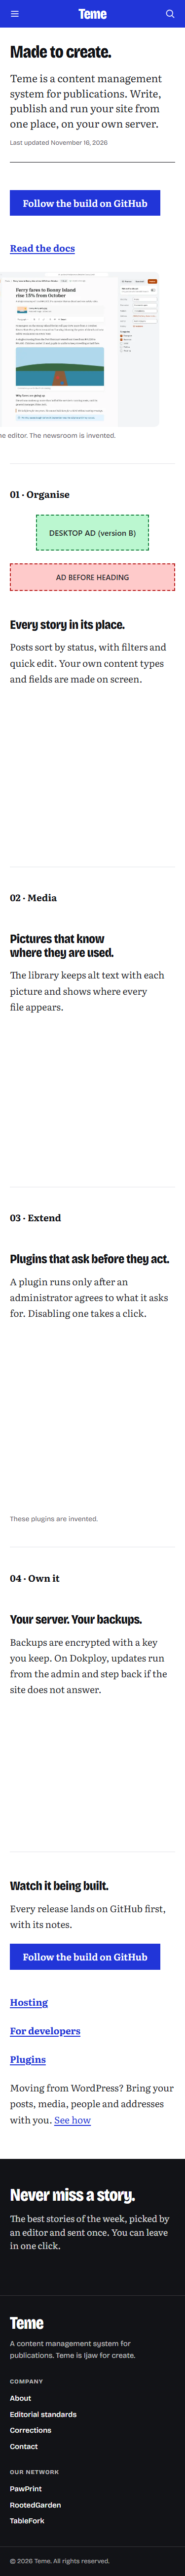 Teme
Made to create.
Teme is a content management
system for publications. Write,
publish and run your site from
one place, on your own server.
Last updated November 16, 2026
Follow the build on GitHub
Read the docs
Ferry fares to Bonny Island
rise 15% from October
e editor. The newsroom is invented.
01 · Organise
DESKTOP AD (version B)
AD BEFORE HEADING
Every story in its place.
Posts sort by status, with filters and
quick edit. Your own content types
and fields are made on screen.
02 · Media
Pictures that know
where they are used.
The library keeps alt text with each
picture and shows where every
file appears.
03 · Extend
Plugins that ask before they act.
A plugin runs only after an
administrator agrees to what it asks
for. Disabling one takes a click.
These plugins are invented.
04 · Own it
Your server. Your backups.
Backups are encrypted with a key
you keep. On Dokploy, updates run
from the admin and step back if the
site does not answer.
Watch it being built.
Every release lands on GitHub first,
with its notes.
Follow the build on GitHub
Hosting
For developers
Plugins
Moving from WordPress? Bring your
posts, media, people and addresses
with you. See how
Never miss a story.
The best stories of the week, picked by
an editor and sent once. You can leave
in one click.
Teme
A content management system for
publications. Teme is Ijaw for create.
COMPANY
About
Editorial standards
Corrections
Contact
OUR NETWORK
PawPrint
RootedGarden
TableFork
© 2026 Teme. All rights reserved.